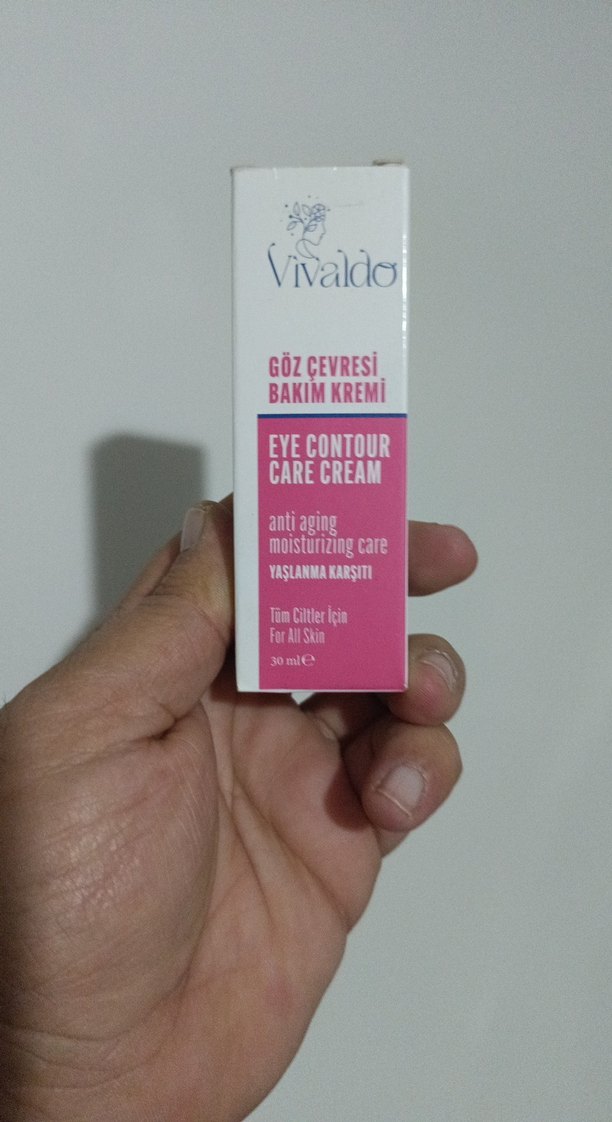 Vivaldo
GÖZ ÇEVRESİ
BAKIM KREMİ
EYE CONTOUR
CARE CREAM
anti aging
moisturizing care
YAŞLANMA KARŞITI
Tüm Ciltler İçin
For All Skin
30 ml ℮